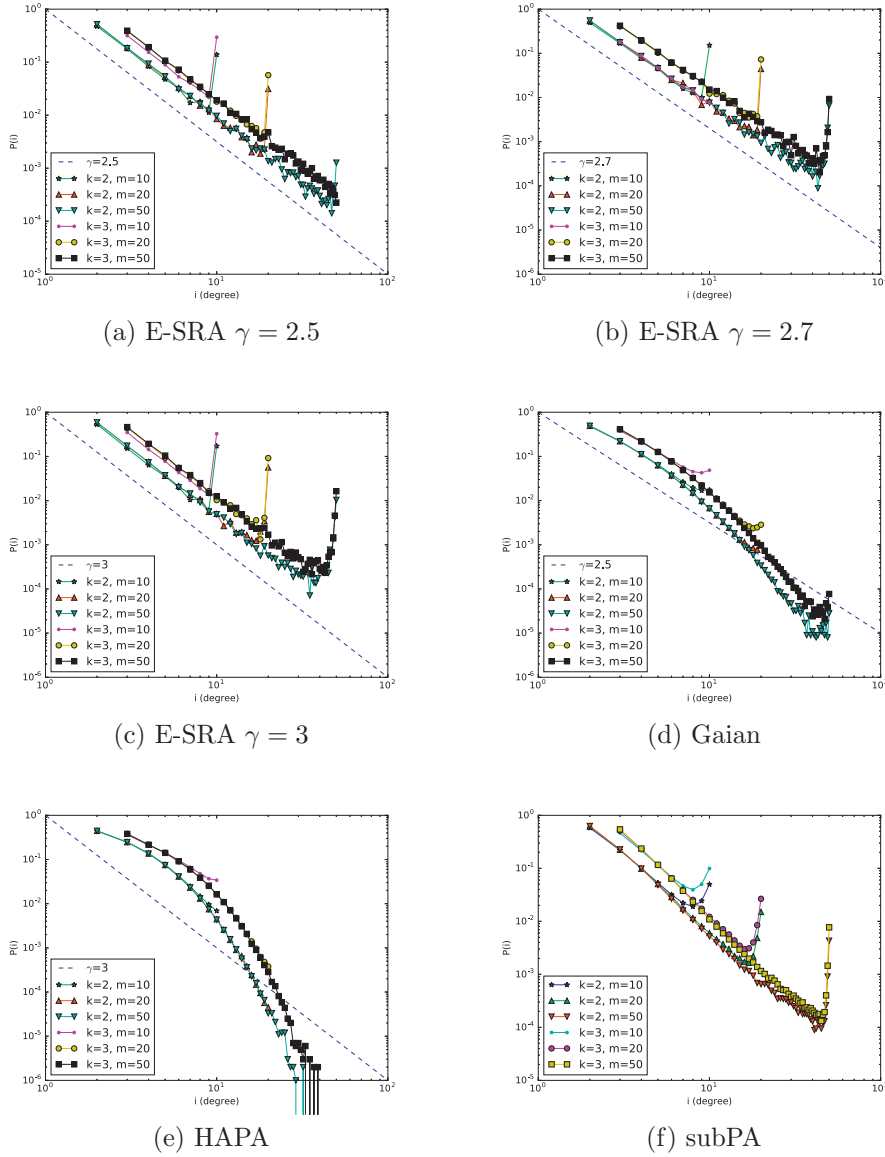 10^0
10^-1
10^-2
10^-3
10^-4
10^-5
P(i)
γ=2.5
k=2, m=10
k=2, m=20
k=2, m=50
k=3, m=10
k=3, m=20
k=3, m=50
10^0 10^1 10^2
i (degree)
(a) E-SRA γ = 2.5
10^0
10^-1
10^-2
10^-3
10^-4
10^-5
10^-6
P(i)
γ=2.7
k=2, m=10
k=2, m=20
k=2, m=50
k=3, m=10
k=3, m=20
k=3, m=50
10^0 10^1 10^2
i (degree)
(b) E-SRA γ = 2.7
10^0
10^-1
10^-2
10^-3
10^-4
10^-5
10^-6
P(i)
γ=3
k=2, m=10
k=2, m=20
k=2, m=50
k=3, m=10
k=3, m=20
k=3, m=50
10^0 10^1 10^2
i (degree)
(c) E-SRA γ = 3
10^0
10^-1
10^-2
10^-3
10^-4
10^-5
10^-6
P(i)
γ=2.5
k=2, m=10
k=2, m=20
k=2, m=50
k=3, m=10
k=3, m=20
k=3, m=50
10^0 10^1 10^2
i (degree)
(d) Gaian
10^0
10^-1
10^-2
10^-3
10^-4
10^-5
10^-6
P(i)
γ=3
k=2, m=10
k=2, m=20
k=2, m=50
k=3, m=10
k=3, m=20
k=3, m=50
10^0 10^1 10^2
i (degree)
(e) HAPA
10^0
10^-1
10^-2
10^-3
10^-4
10^-5
P(i)
k=2, m=10
k=2, m=20
k=2, m=50
k=3, m=10
k=3, m=20
k=3, m=50
10^0 10^1 10^2
i (degree)
(f) subPA